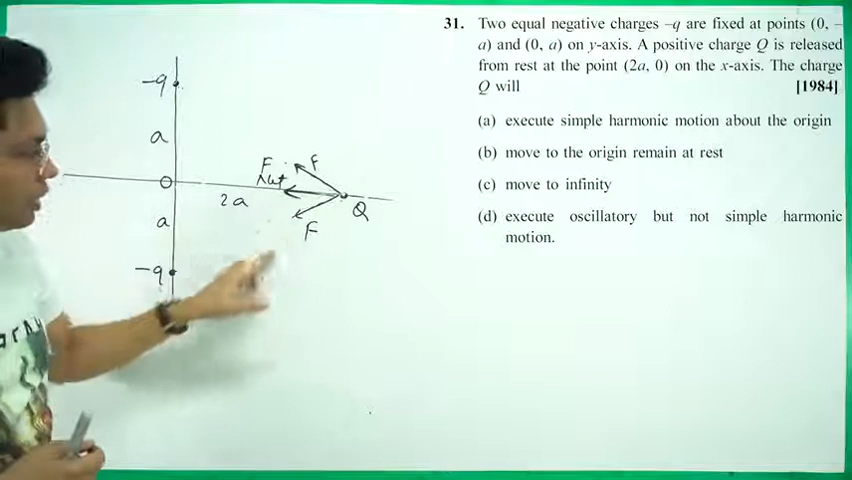 31. Two equal negative charges –q are fixed at points (0, –
a) and (0, a) on y-axis. A positive charge Q is released
from rest at the point (2a, 0) on the x-axis. The charge
Q will [1984]
(a) execute simple harmonic motion about the origin
(b) move to the origin remain at rest
(c) move to infinity
(d) execute oscillatory but not simple harmonic
motion.
-q
a
O
a
-q
2a
F
Fnet
F
Q